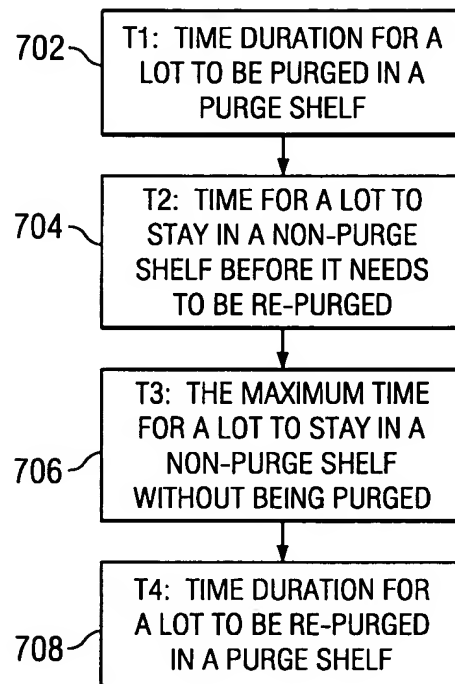 702
T1: TIME DURATION FOR A
LOT TO BE PURGED IN A
PURGE SHELF
704
T2: TIME FOR A LOT TO
STAY IN A NON-PURGE
SHELF BEFORE IT NEEDS
TO BE RE-PURGED
706
T3: THE MAXIMUM TIME
FOR A LOT TO STAY IN A
NON-PURGE SHELF
WITHOUT BEING PURGED
708
T4: TIME DURATION FOR
A LOT TO BE RE-PURGED
IN A PURGE SHELF